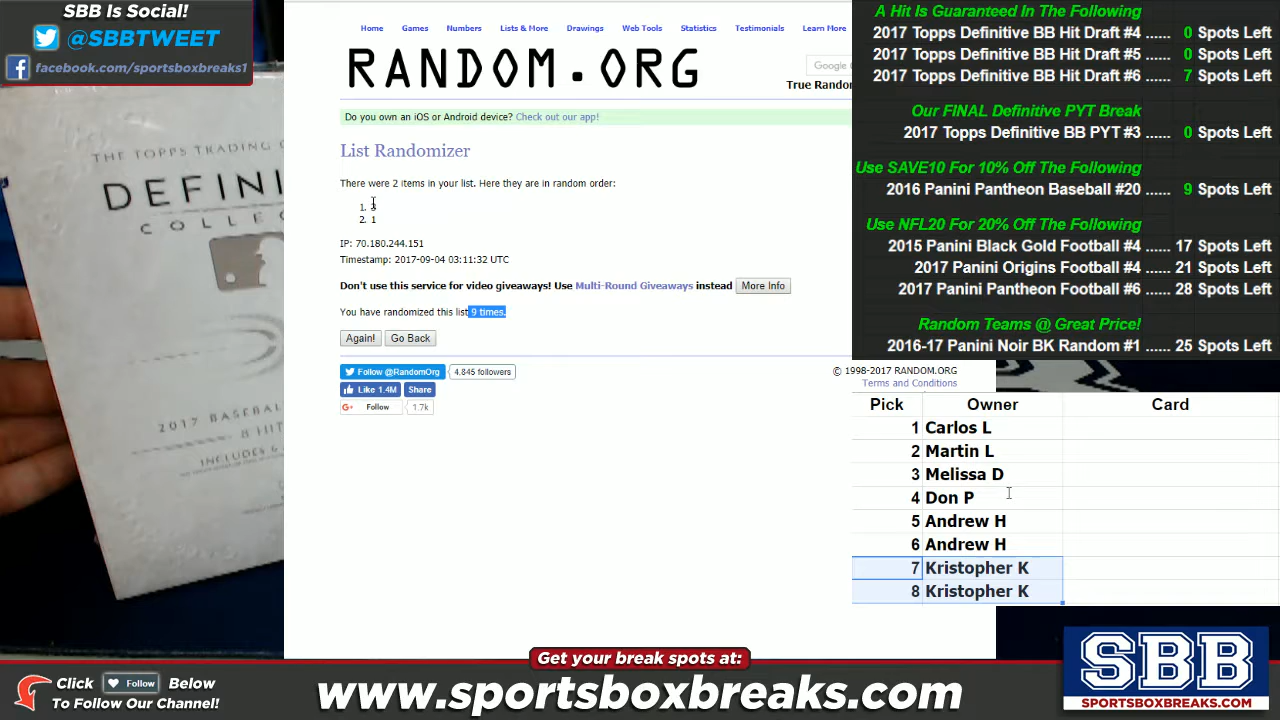 SBB Is Social!
@SBBTWEET
facebook.com/sportsboxbreaks1
THE TOPPS TRADING
DEFINI
COLLE
2017 BASEBAL
8 HIT
INCLUDES 6
Home Games Numbers Lists & More Drawings Web Tools Statistics Testimonials Learn More
RANDOM.ORG
Google
True Rando
Do you own an iOS or Android device? Check out our app!
List Randomizer
There were 2 items in your list. Here they are in random order:
1. 3
2. 1
IP: 70.180.244.151
Timestamp: 2017-09-04 03:11:32 UTC
Don't use this service for video giveaways! Use Multi-Round Giveaways instead More Info
You have randomized this list 9 times.
Again! Go Back
Follow @RandomOrg 4,845 followers
Like 1.4M Share
G+ Follow 1.7k
© 1998-2017 RANDOM.ORG
Terms and Conditions
A Hit Is Guaranteed In The Following
2017 Topps Definitive BB Hit Draft #4 ...... 0 Spots Left
2017 Topps Definitive BB Hit Draft #5 ...... 0 Spots Left
2017 Topps Definitive BB Hit Draft #6 ...... 7 Spots Left
Our FINAL Definitive PYT Break
2017 Topps Definitive BB PYT #3 ...... 0 Spots Left
Use SAVE10 For 10% Off The Following
2016 Panini Pantheon Baseball #20 ...... 9 Spots Left
Use NFL20 For 20% Off The Following
2015 Panini Black Gold Football #4 ...... 17 Spots Left
2017 Panini Origins Football #4 ...... 21 Spots Left
2017 Panini Pantheon Football #6 ...... 28 Spots Left
Random Teams @ Great Price!
2016-17 Panini Noir BK Random #1 ...... 25 Spots Left
Pick Owner Card
1 Carlos L
2 Martin L
3 Melissa D
4 Don P
5 Andrew H
6 Andrew H
7 Kristopher K
8 Kristopher K
Get your break spots at:
Click Follow Below
To Follow Our Channel!
www.sportsboxbreaks.com
SBB
SPORTSBOXBREAKS.COM